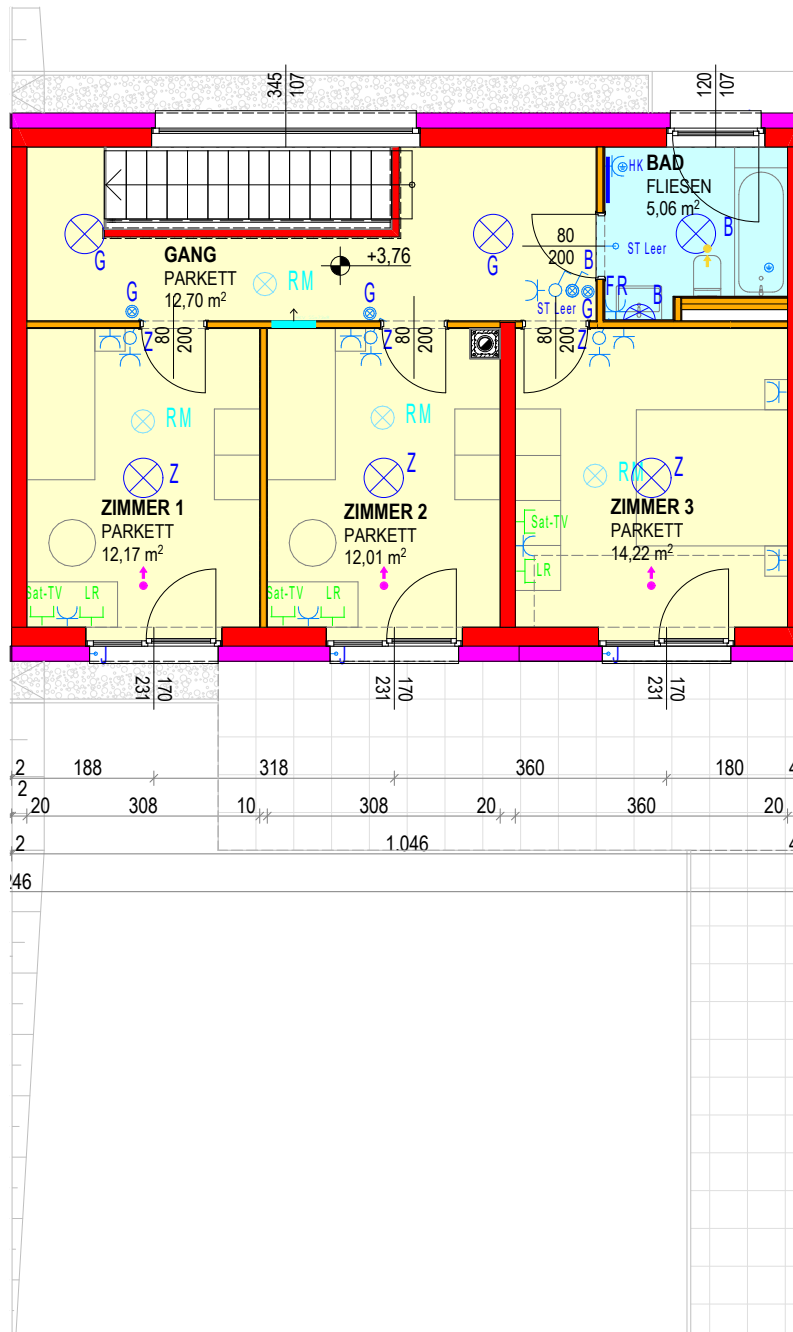 345
107
120
107
HK
BAD
FLIESEN
5,06 m²
B
ST Leer
80
200
G
GANG
PARKETT
12,70 m²
+3,76
RM
G
B
FR
B
G
G
ST Leer
G
Z
80
200
Z
80
200
Z
80
200
RM
RM
RM
Z
Z
Z
ZIMMER 1
PARKETT
12,17 m²
ZIMMER 2
PARKETT
12,01 m²
ZIMMER 3
PARKETT
14,22 m²
Sat-TV
LR
Sat-TV
LR
Sat-TV
LR
J
J
J
231
170
231
170
231
170
2
188
318
360
180
4
2
20
308
10
308
20
360
20
2
1.046
4
246